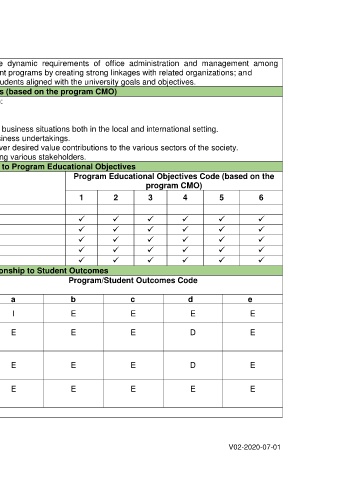 e dynamic requirements of office administration and management among
nt programs by creating strong linkages with related organizations; and
udents aligned with the university goals and objectives.
s (based on the program CMO)
:
business situations both in the local and international setting.
siness undertakings.
ver desired value contributions to the various sectors of the society.
ng various stakeholders.
to Program Educational Objectives
Program Educational Objectives Code (based on the
program CMO)
1 2 3 4 5 6
✓ ✓ ✓ ✓ ✓ ✓
✓ ✓ ✓ ✓ ✓ ✓
✓ ✓ ✓ ✓ ✓ ✓
✓ ✓ ✓ ✓ ✓ ✓
✓ ✓ ✓ ✓ ✓ ✓
onship to Student Outcomes
Program/Student Outcomes Code
a b c d e
I E E E E
E E E D E
E E E D E
E E E E E
V02-2020-07-01